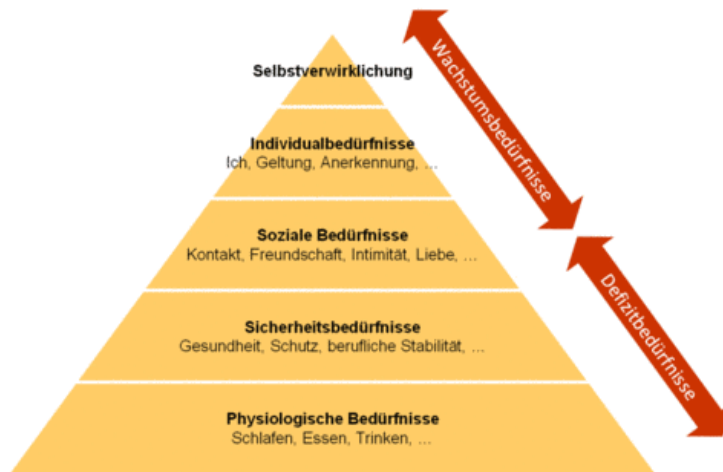 Selbstverwirklichung
Individualbedürfnisse
Ich, Geltung, Anerkennung, ...
Soziale Bedürfnisse
Kontakt, Freundschaft, Intimität, Liebe, ...
Sicherheitsbedürfnisse
Gesundheit, Schutz, berufliche Stabilität, ...
Physiologische Bedürfnisse
Schlafen, Essen, Trinken, ...
Wachstumsbedürfnisse
Defizitbedürfnisse